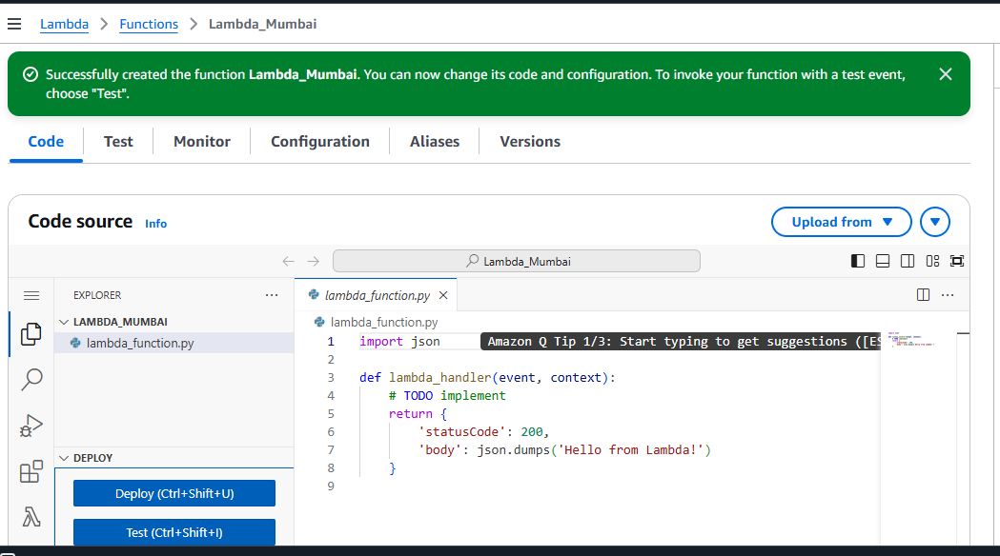 Lambda > Functions > Lambda_Mumbai
Successfully created the function Lambda_Mumbai. You can now change its code and configuration. To invoke your function with a test event,
choose "Test".
Code Test Monitor Configuration Aliases Versions
Code source Info Upload from
Lambda_Mumbai
EXPLORER
LAMBDA_MUMBAI
lambda_function.py
DEPLOY
Deploy (Ctrl+Shift+U)
Test (Ctrl+Shift+I)
lambda_function.py
lambda_function.py
1 import json Amazon Q Tip 1/3: Start typing to get suggestions ([ES
2
3 def lambda_handler(event, context):
4 # TODO implement
5 return {
6 'statusCode': 200,
7 'body': json.dumps('Hello from Lambda!')
8 }
9